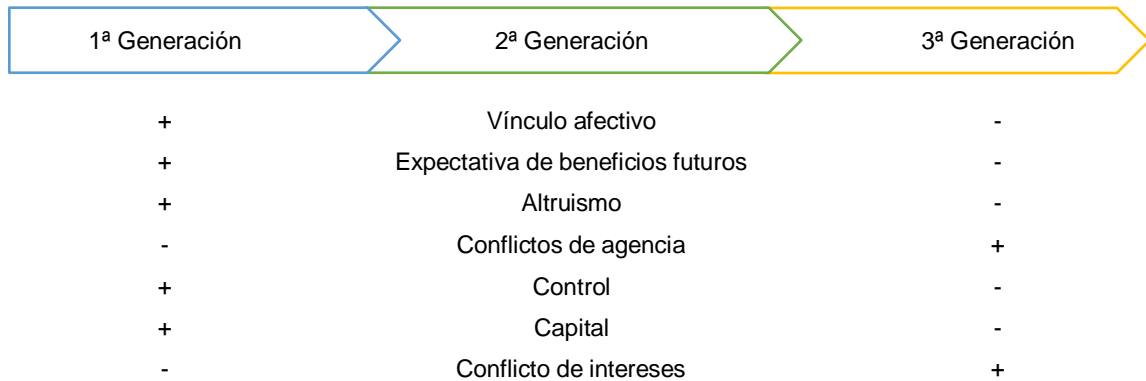 1ª Generación 2ª Generación 3ª Generación
+ Vínculo afectivo -
+ Expectativa de beneficios futuros -
+ Altruismo -
- Conflictos de agencia +
+ Control -
+ Capital -
- Conflicto de intereses +